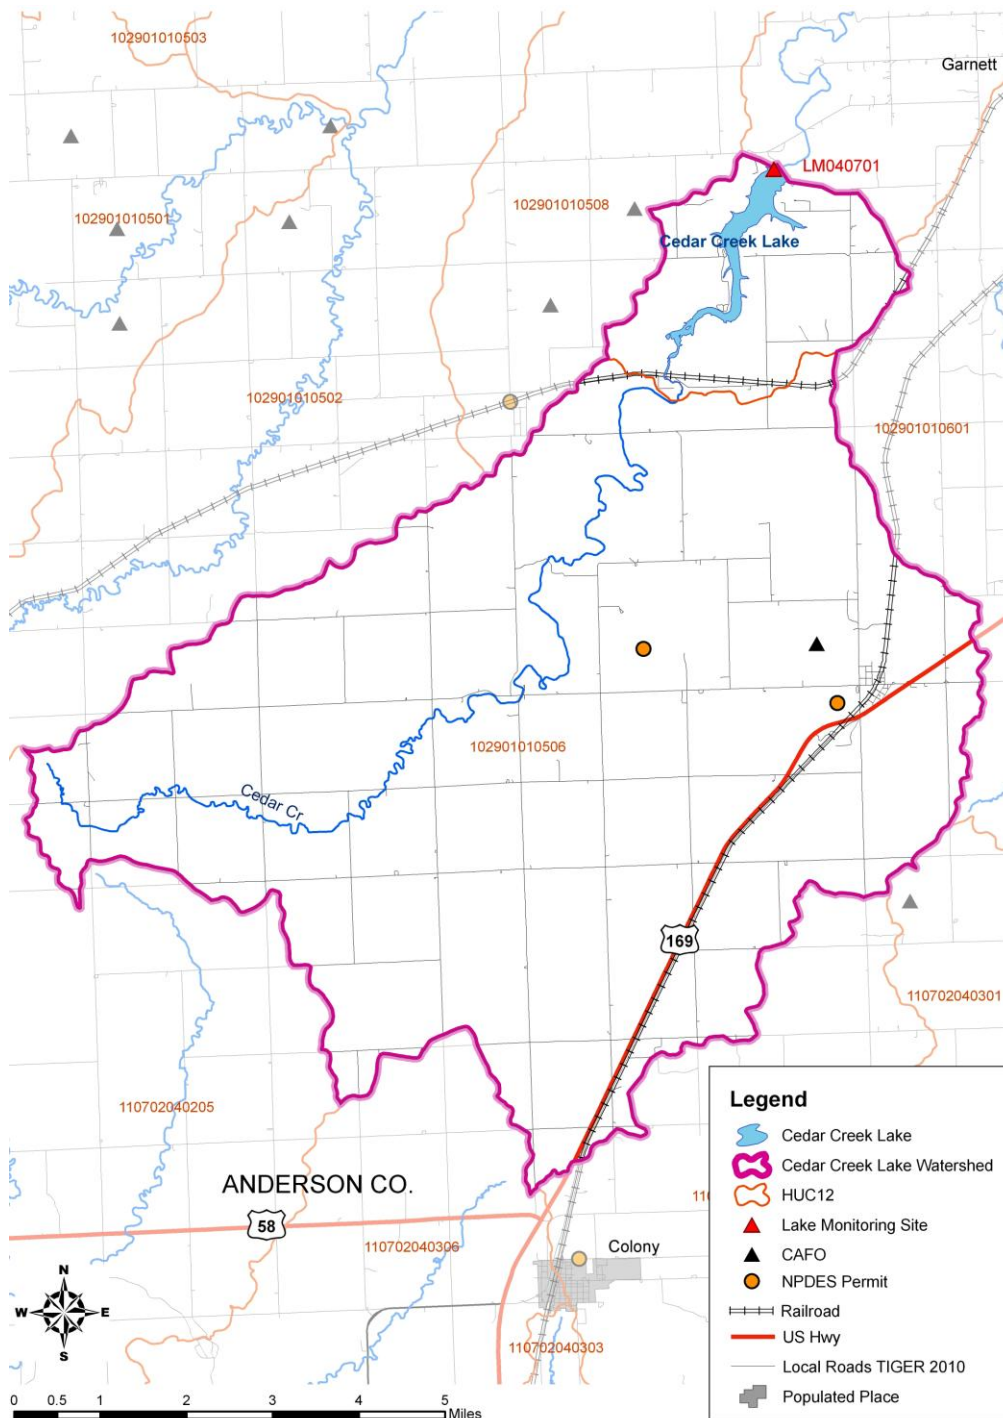 102901010503
Garnett
LM040701
102901010501
102901010508
Cedar Creek Lake
102901010502
102901010601
102901010506
Cedar Cr
169
110702040301
110702040205
ANDERSON CO.
58
110702040306
Colony
110702040303
N
W
E
S
0 0.5 1 2 3 4 5
Miles
Legend
Cedar Creek Lake
Cedar Creek Lake Watershed
HUC12
Lake Monitoring Site
CAFO
NPDES Permit
Railroad
US Hwy
Local Roads TIGER 2010
Populated Place